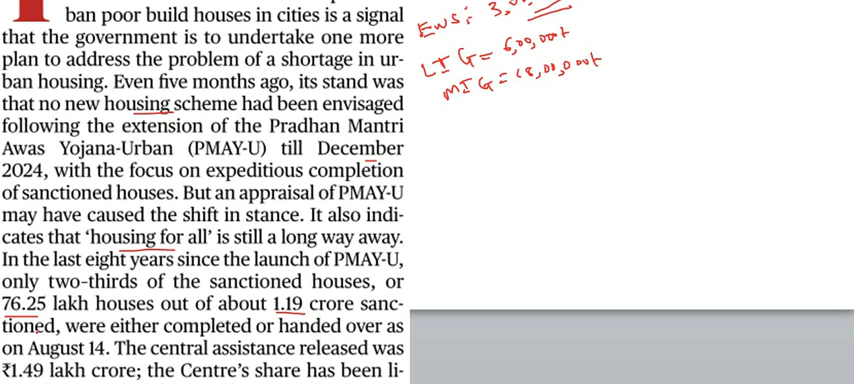 ban poor build houses in cities is a signal
that the government is to undertake one more
plan to address the problem of a shortage in ur-
ban housing. Even five months ago, its stand was
that no new housing scheme had been envisaged
following the extension of the Pradhan Mantri
Awas Yojana-Urban (PMAY-U) till December
2024, with the focus on expeditious completion
of sanctioned houses. But an appraisal of PMAY-U
may have caused the shift in stance. It also indi-
cates that ‘housing for all’ is still a long way away.
In the last eight years since the launch of PMAY-U,
only two-thirds of the sanctioned houses, or
76.25 lakh houses out of about 1.19 crore sanc-
tioned, were either completed or handed over as
on August 14. The central assistance released was
₹1.49 lakh crore; the Centre’s share has been li-
EWS:
LIG =
MIG =